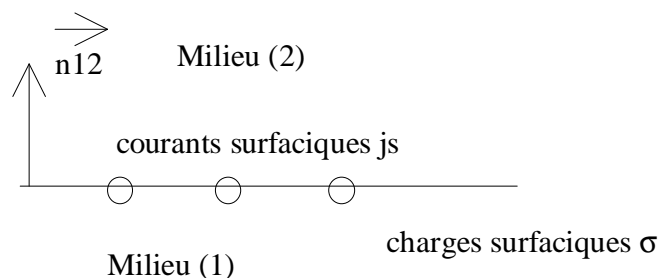 n12
Milieu (2)
courants surfaciques js
charges surfaciques σ
Milieu (1)